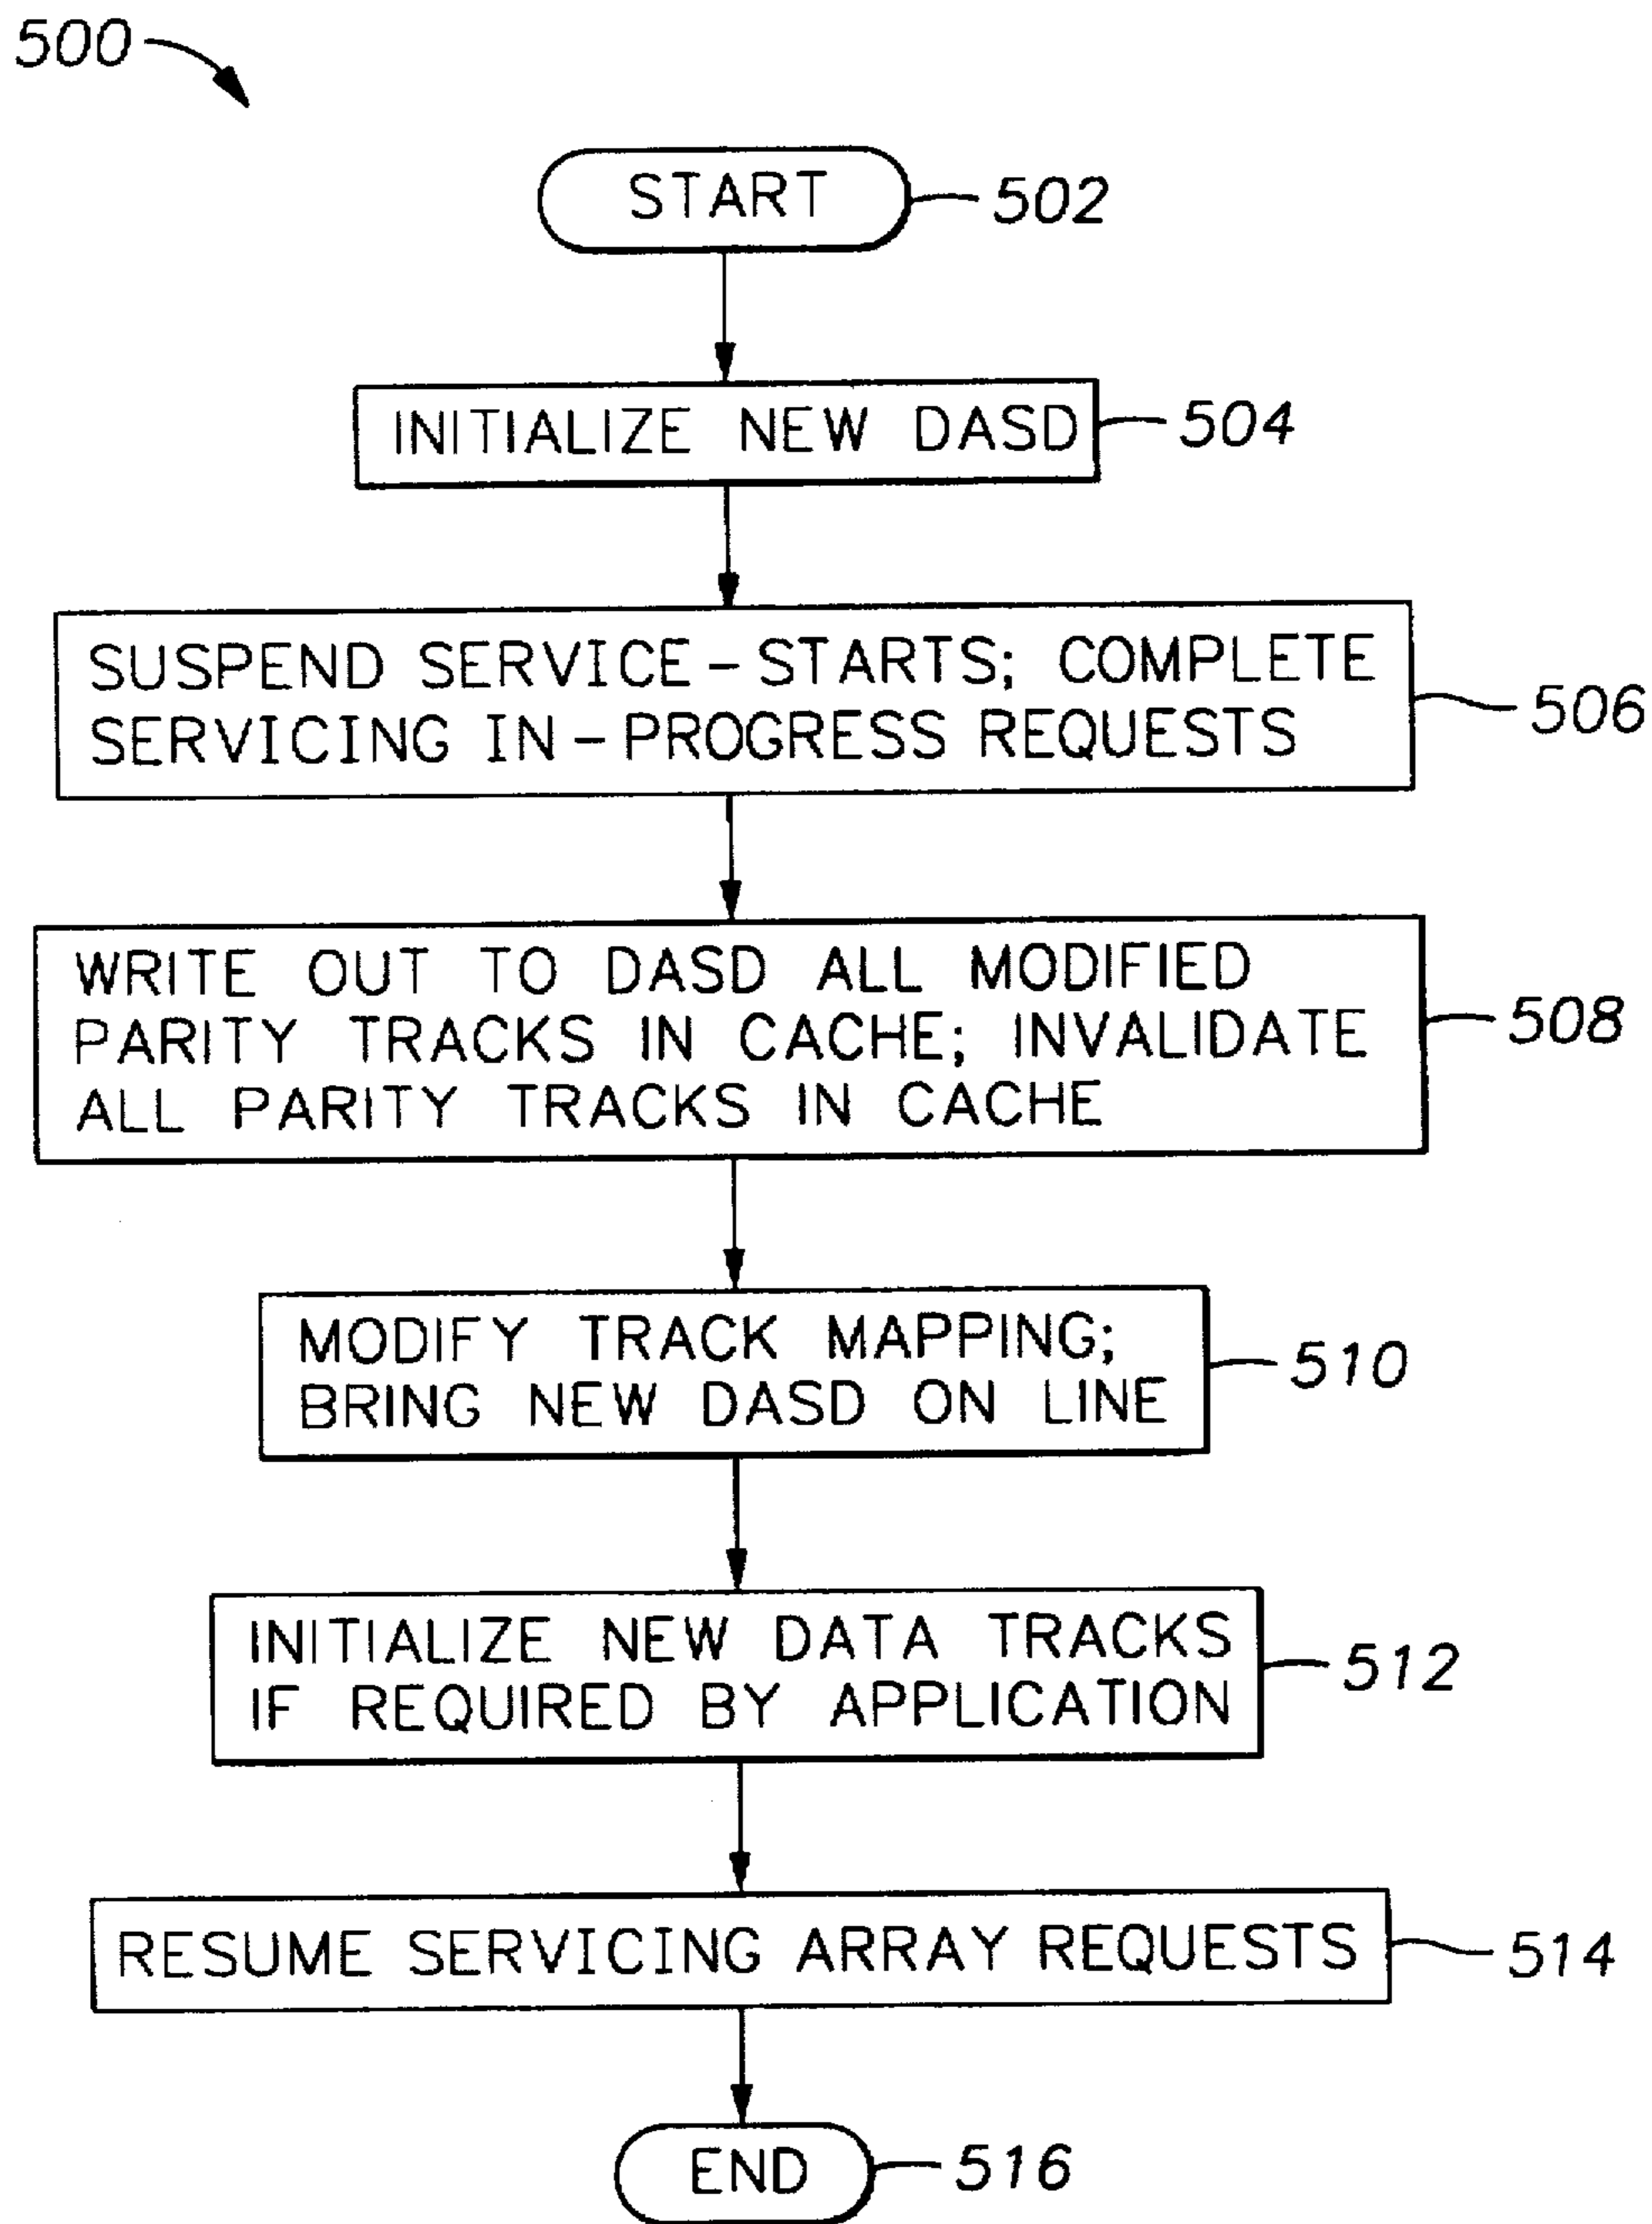 500
START
502
INITIALIZE NEW DASD
504
SUSPEND SERVICE-STARTS; COMPLETE
SERVICING IN-PROGRESS REQUESTS
506
WRITE OUT TO DASD ALL MODIFIED
PARITY TRACKS IN CACHE; INVALIDATE
ALL PARITY TRACKS IN CACHE
508
MODIFY TRACK MAPPING;
BRING NEW DASD ON LINE
510
INITIALIZE NEW DATA TRACKS
IF REQUIRED BY APPLICATION
512
RESUME SERVICING ARRAY REQUESTS
514
END
516